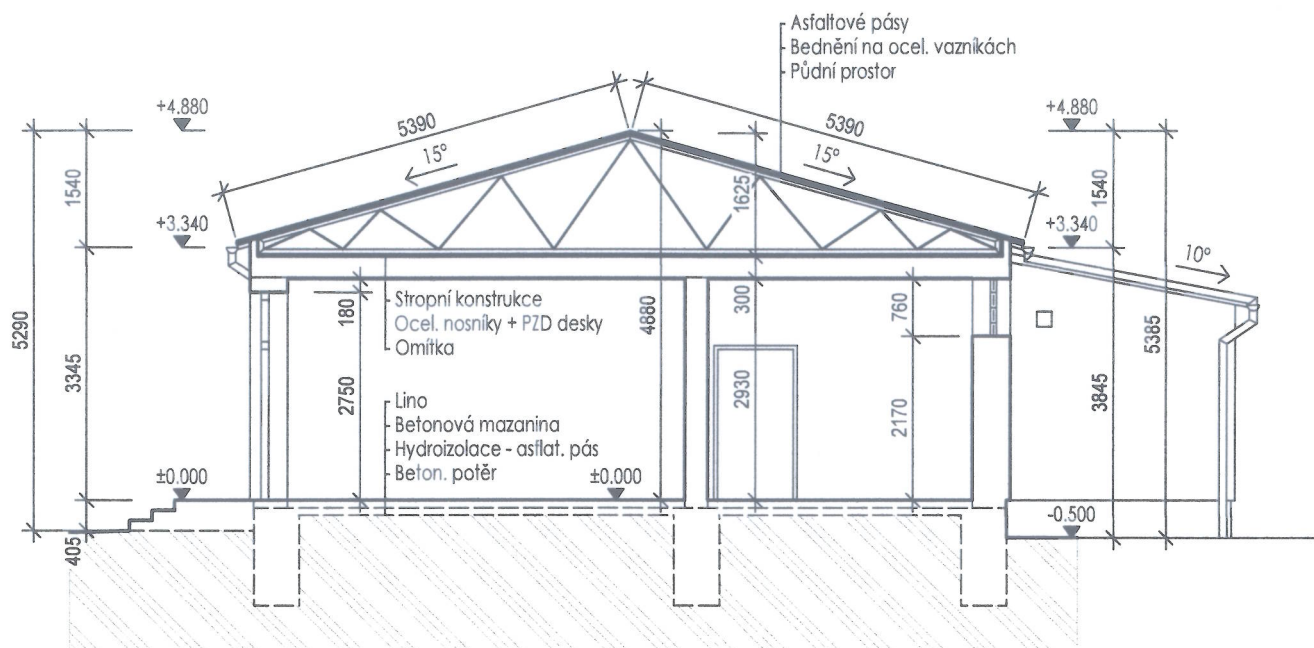 Asfaltové pásy
Bednění na ocel. vazníkách
Půdní prostor
+4.880
+4.880
5390
5390
15°
15°
1540
1625
1540
+3.340
+3.340
10°
5290
3345
405
180
2750
Stropní konstrukce
Ocel. nosníky + PZD desky
Omítka
4880
300
2930
760
2170
3845
5385
Lino
Betonová mazanina
Hydroizolace - asflat. pás
Beton. potěr
±0.000
±0.000
-0.500